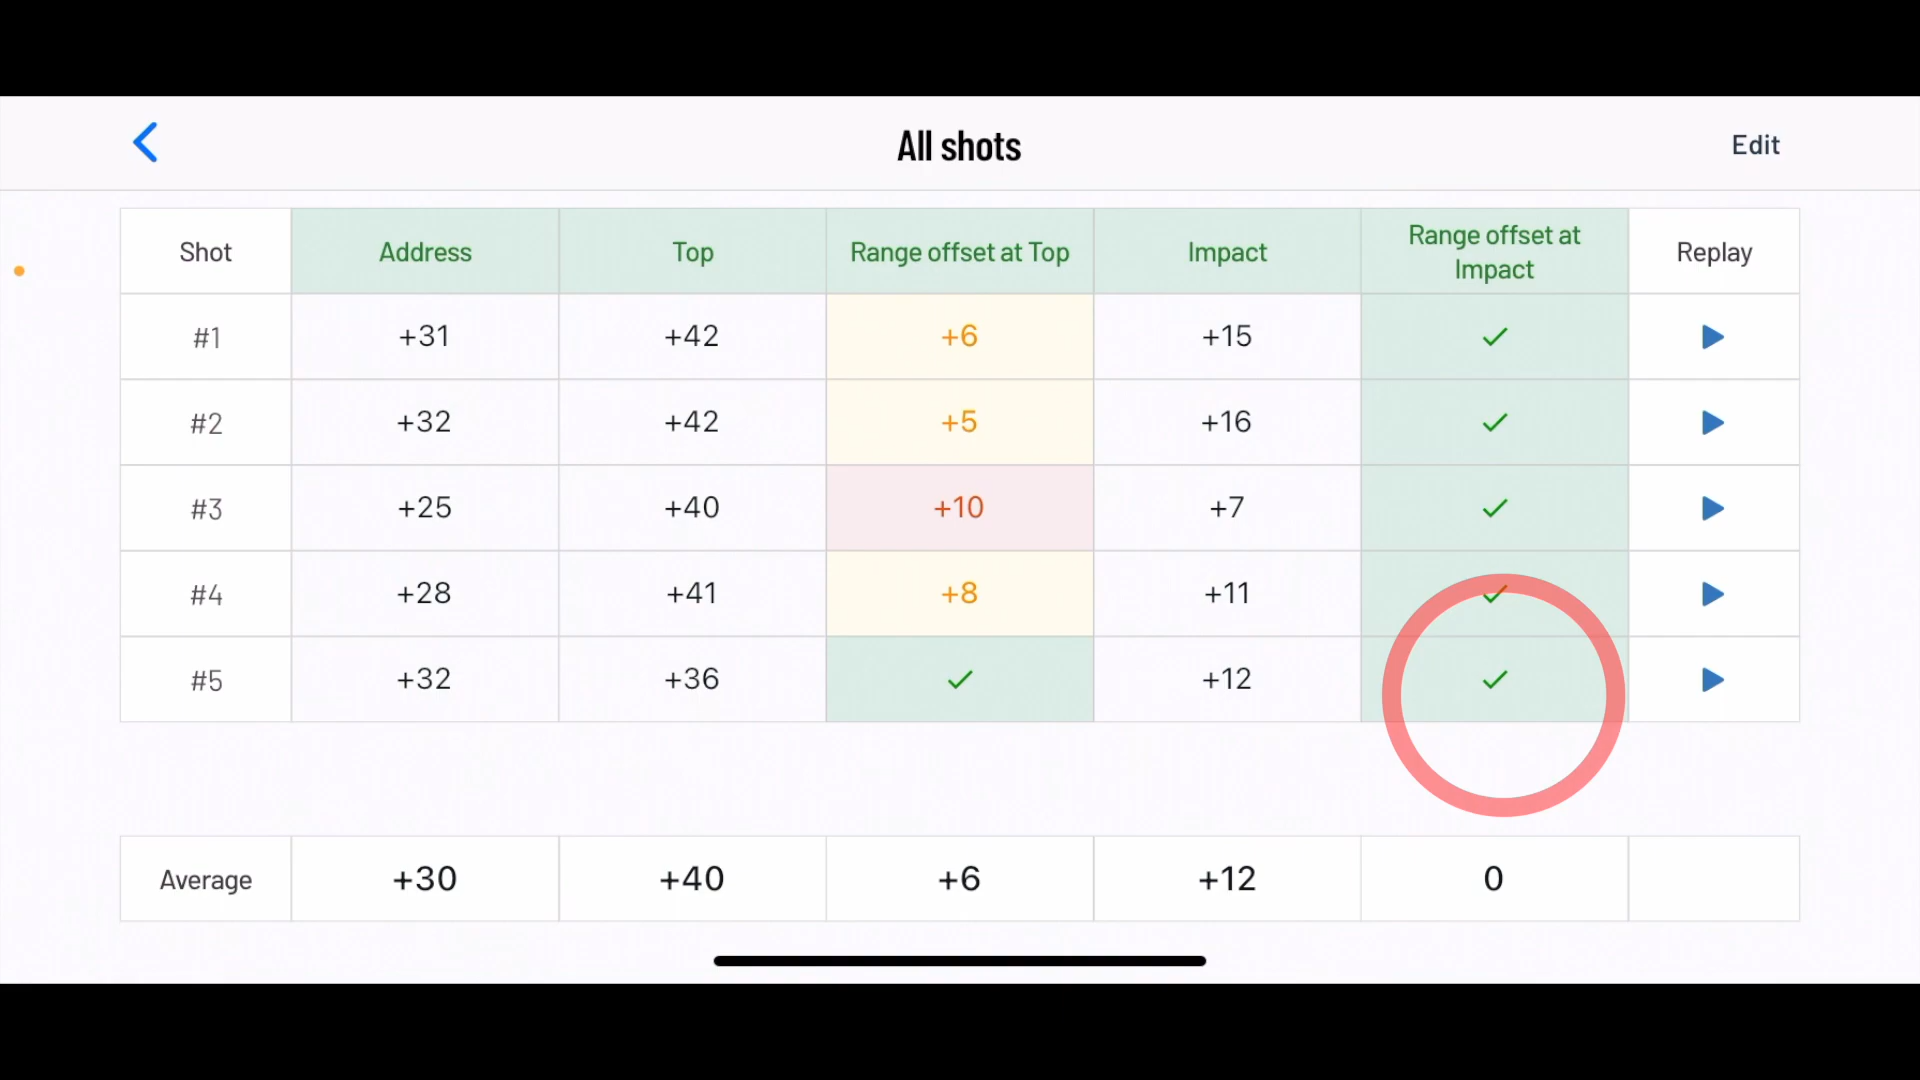 All shots
Edit
Shot Address Top Range offset at Top Impact Range offset at Impact Replay
#1 +31 +42 +6 +15 ✓
#2 +32 +42 +5 +16 ✓
#3 +25 +40 +10 +7 ✓
#4 +28 +41 +8 +11 ✓
#5 +32 +36 ✓ +12 ✓
Average +30 +40 +6 +12 0